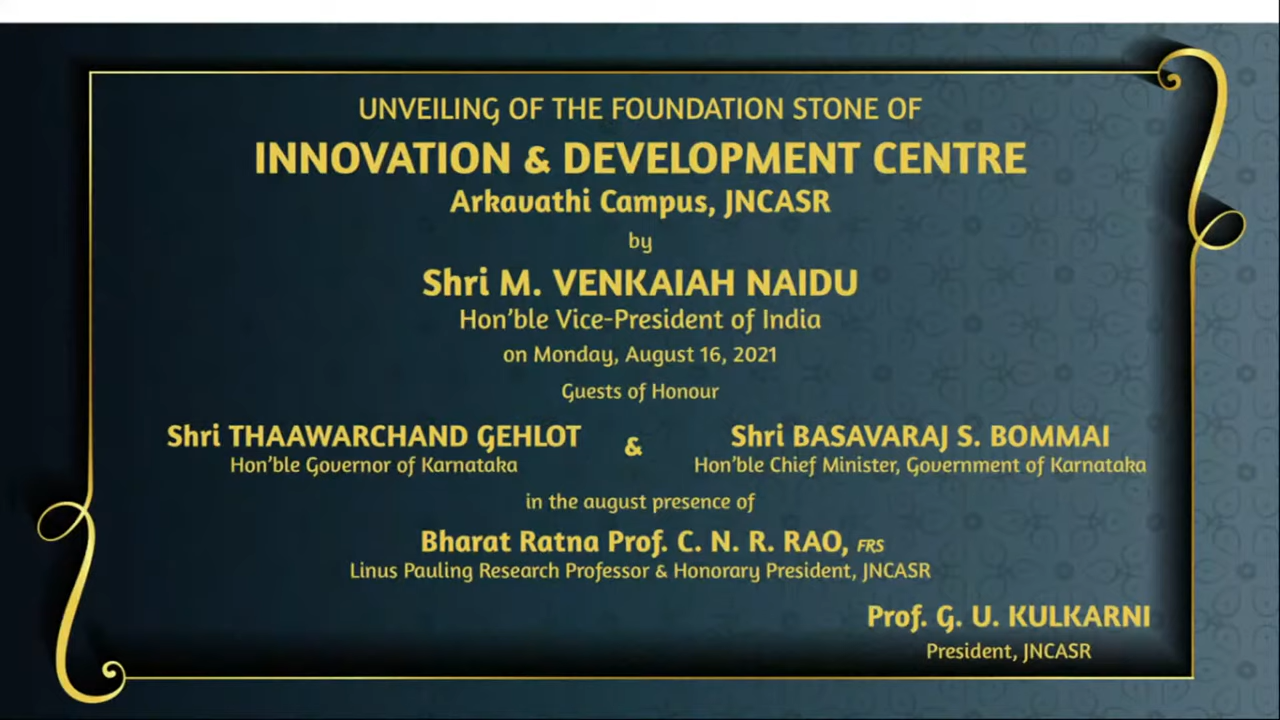 UNVEILING OF THE FOUNDATION STONE OF
INNOVATION & DEVELOPMENT CENTRE
Arkavathi Campus, JNCASR
by
Shri M. VENKAIAH NAIDU
Hon'ble Vice-President of India
on Monday, August 16, 2021
Guests of Honour
Shri THAAWARCHAND GEHLOT & Shri BASAVARAJ S. BOMMAI
Hon'ble Governor of Karnataka Hon'ble Chief Minister, Government of Karnataka
in the august presence of
Bharat Ratna Prof. C. N. R. RAO, FRS
Linus Pauling Research Professor & Honorary President, JNCASR
Prof. G. U. KULKARNI
President, JNCASR